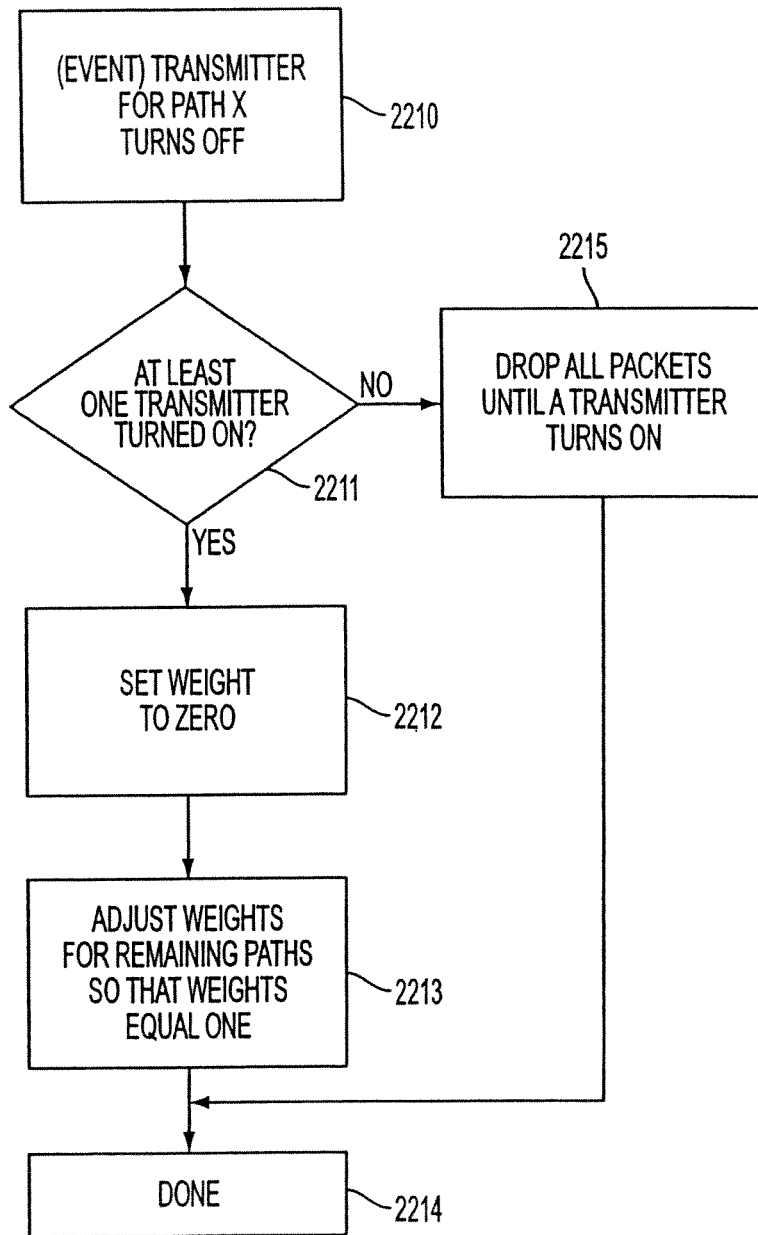 (EVENT) TRANSMITTER
FOR PATH X
TURNS OFF
2210
2215
AT LEAST
ONE TRANSMITTER
TURNED ON?
NO
DROP ALL PACKETS
UNTIL A TRANSMITTER
TURNS ON
2211
YES
SET WEIGHT
TO ZERO
2212
ADJUST WEIGHTS
FOR REMAINING PATHS
SO THAT WEIGHTS
EQUAL ONE
2213
DONE
2214